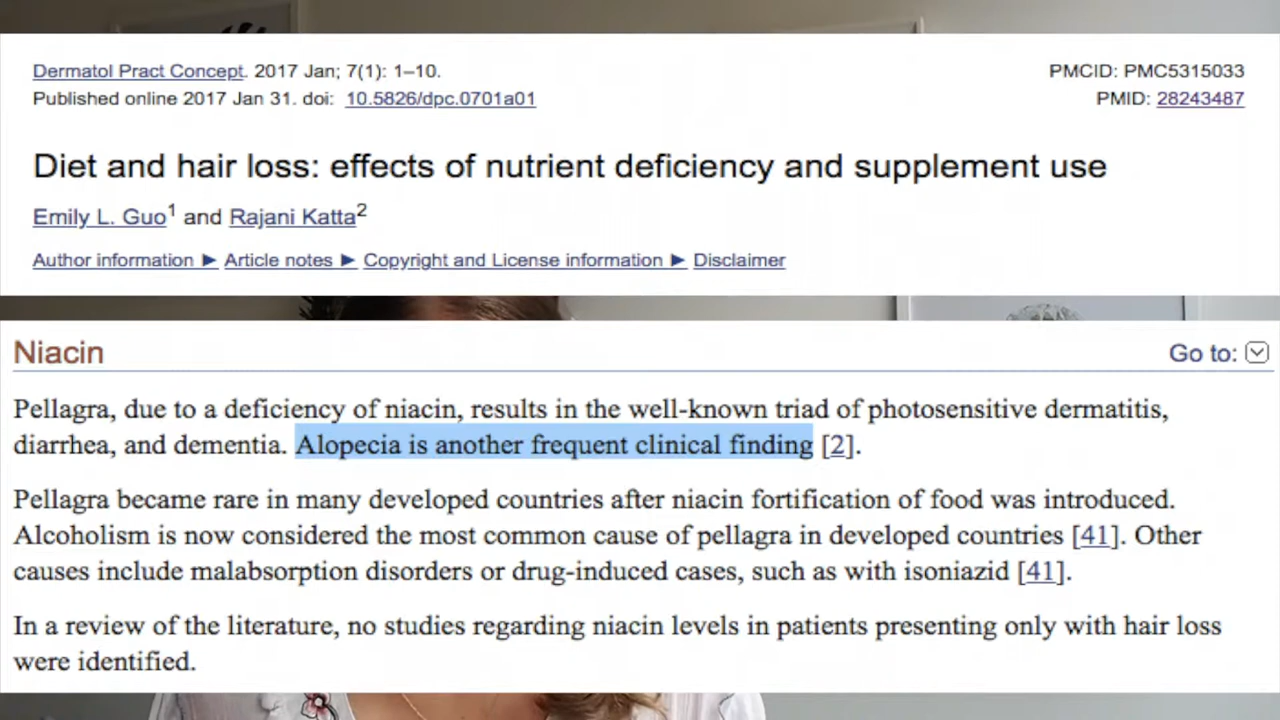 Dermatol Pract Concept. 2017 Jan; 7(1): 1–10.
PMCID: PMC5315033
Published online 2017 Jan 31. doi: 10.5826/dpc.0701a01
PMID: 28243487
Diet and hair loss: effects of nutrient deficiency and supplement use
Emily L. Guo1 and Rajani Katta2
Author information ► Article notes ► Copyright and License information ► Disclaimer
Niacin
Go to:
Pellagra, due to a deficiency of niacin, results in the well-known triad of photosensitive dermatitis,
diarrhea, and dementia. Alopecia is another frequent clinical finding [2].
Pellagra became rare in many developed countries after niacin fortification of food was introduced.
Alcoholism is now considered the most common cause of pellagra in developed countries [41]. Other
causes include malabsorption disorders or drug-induced cases, such as with isoniazid [41].
In a review of the literature, no studies regarding niacin levels in patients presenting only with hair loss
were identified.